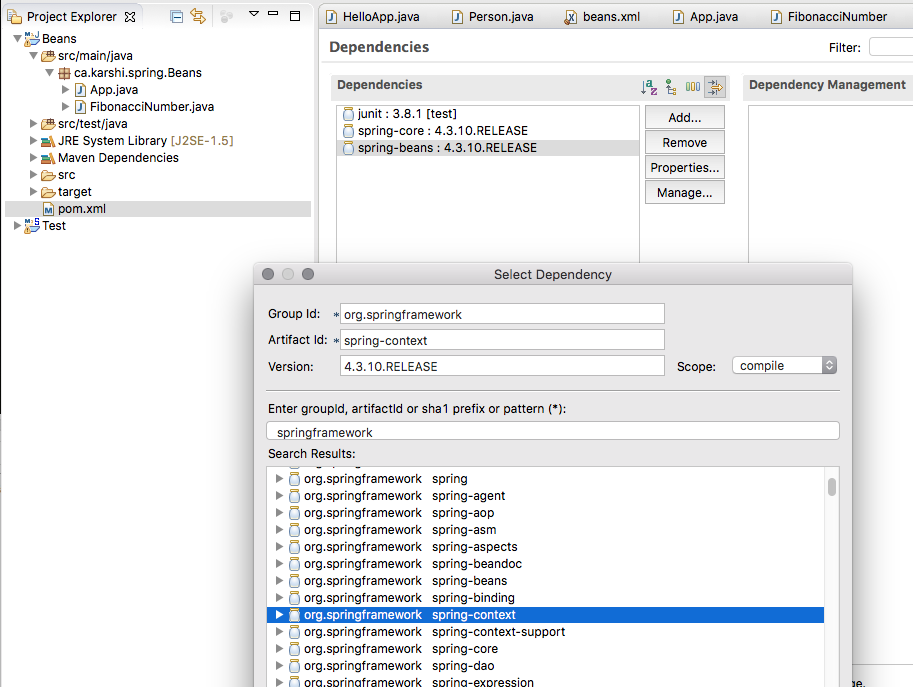 Project Explorer
HelloApp.java Person.java beans.xml App.java FibonacciNumber
Beans
src/main/java
ca.karshi.spring.Beans
App.java
FibonacciNumber.java
src/test/java
JRE System Library [J2SE-1.5]
Maven Dependencies
src
target
pom.xml
Test
Dependencies
Filter:
Dependencies
Dependency Management
junit : 3.8.1 [test]
spring-core : 4.3.10.RELEASE
spring-beans : 4.3.10.RELEASE
Add...
Remove
Properties...
Manage...
Select Dependency
Group Id: * org.springframework
Artifact Id: * spring-context
Version: 4.3.10.RELEASE Scope: compile
Enter groupId, artifactId or sha1 prefix or pattern (*):
springframework
Search Results:
org.springframework spring
org.springframework spring-agent
org.springframework spring-aop
org.springframework spring-asm
org.springframework spring-aspects
org.springframework spring-beandoc
org.springframework spring-beans
org.springframework spring-binding
org.springframework spring-context
org.springframework spring-context-support
org.springframework spring-core
org.springframework spring-dao
org.springframework spring-expression